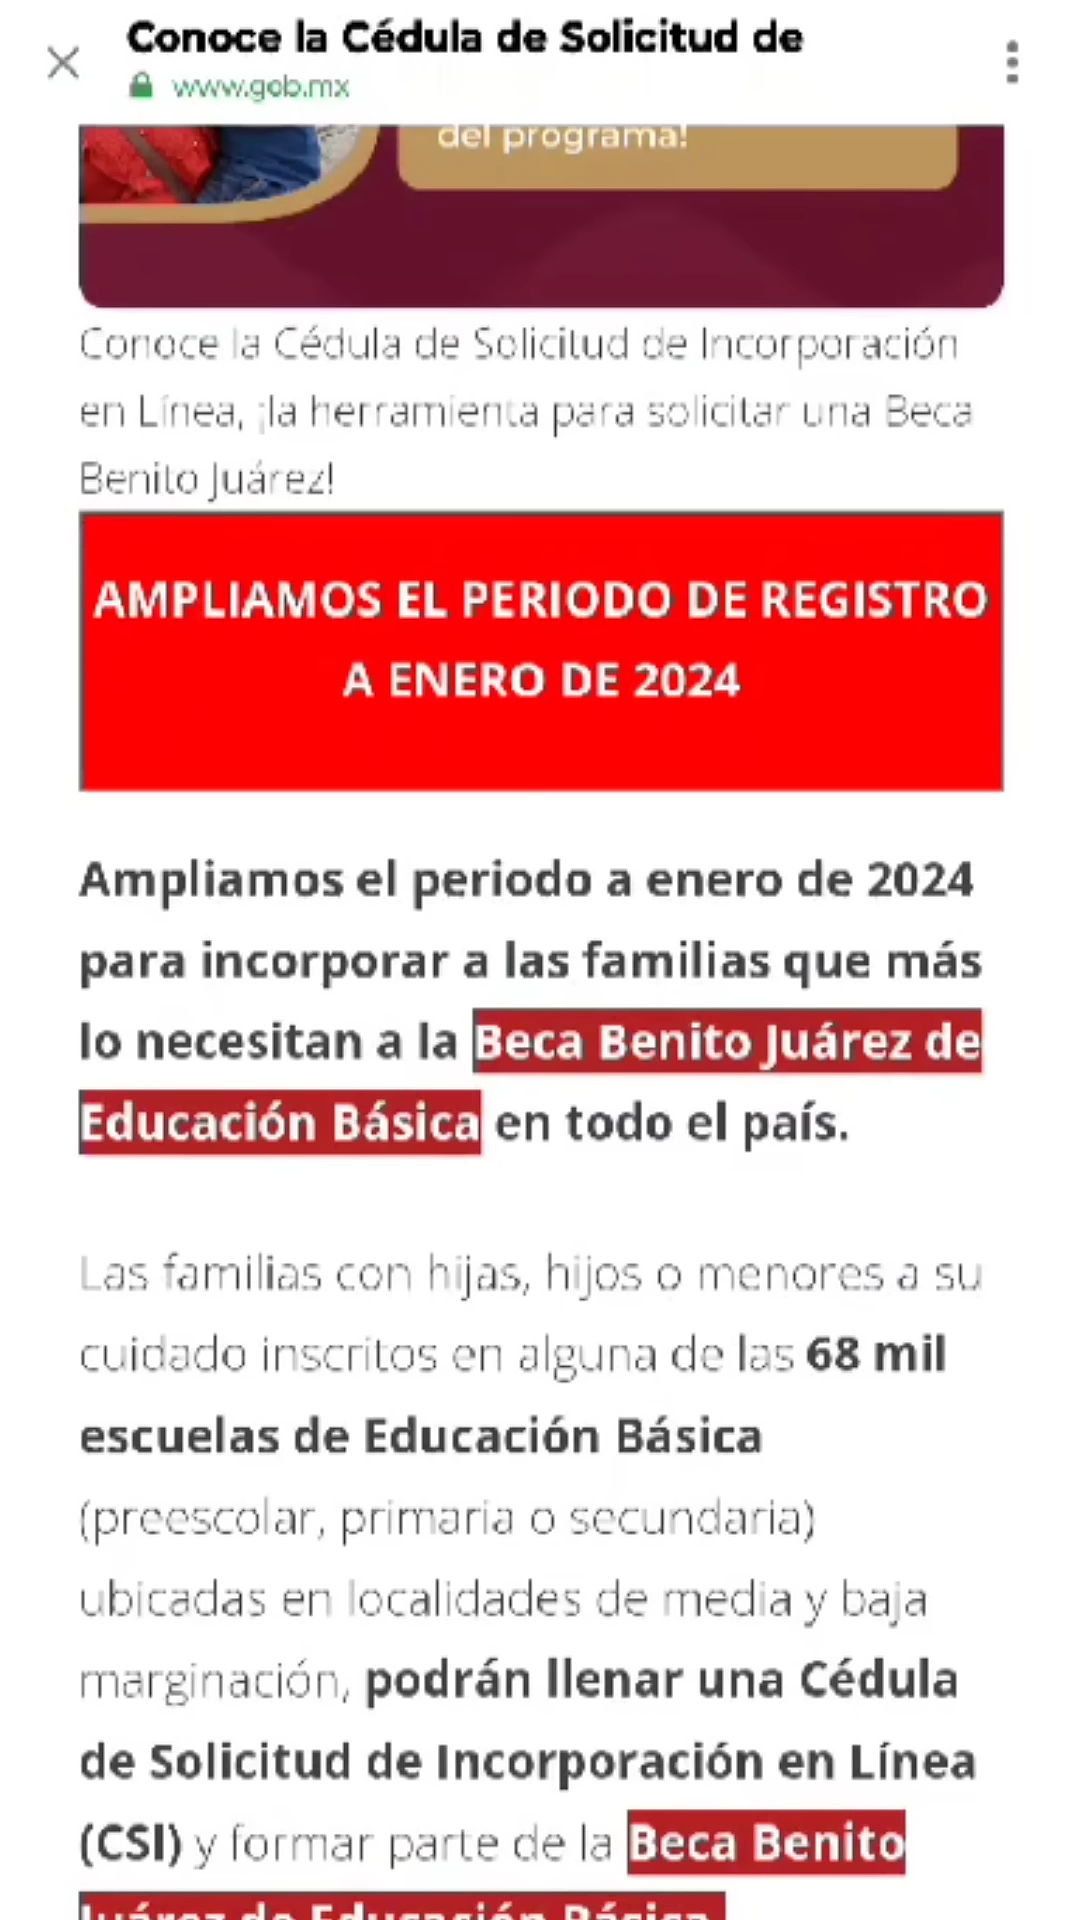 Conoce la Cédula de Solicitud de
www.gob.mx
del programa!
Conoce la Cédula de Solicitud de Incorporación
en Línea, ¡la herramienta para solicitar una Beca
Benito Juárez!
AMPLIAMOS EL PERIODO DE REGISTRO
A ENERO DE 2024
Ampliamos el periodo a enero de 2024
para incorporar a las familias que más
lo necesitan a la Beca Benito Juárez de
Educación Básica en todo el país.
Las familias con hijas, hijos o menores a su
cuidado inscritos en alguna de las 68 mil
escuelas de Educación Básica
(preescolar, primaria o secundaria)
ubicadas en localidades de media y baja
marginación, podrán llenar una Cédula
de Solicitud de Incorporación en Línea
(CSI) y formar parte de la Beca Benito
Juárez de Educación Básica.